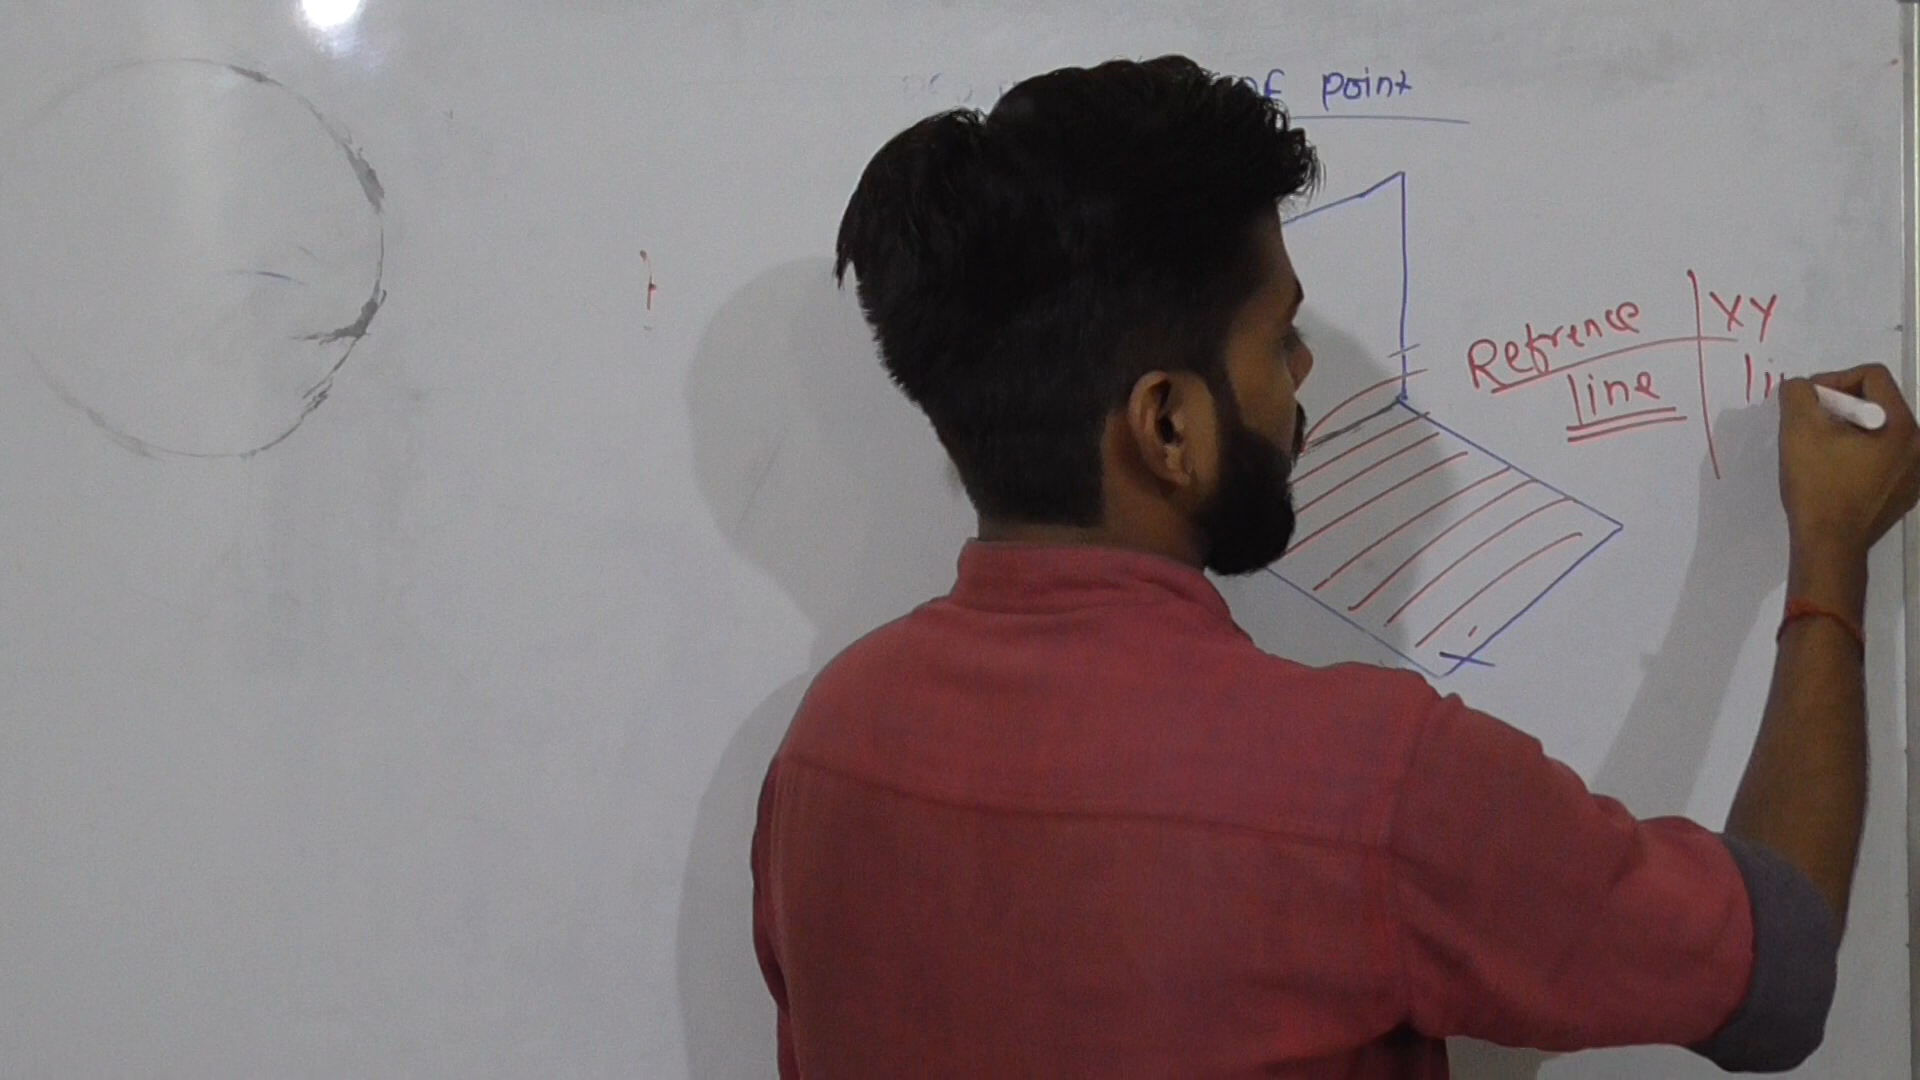 of point
Refrence
line
XY
li